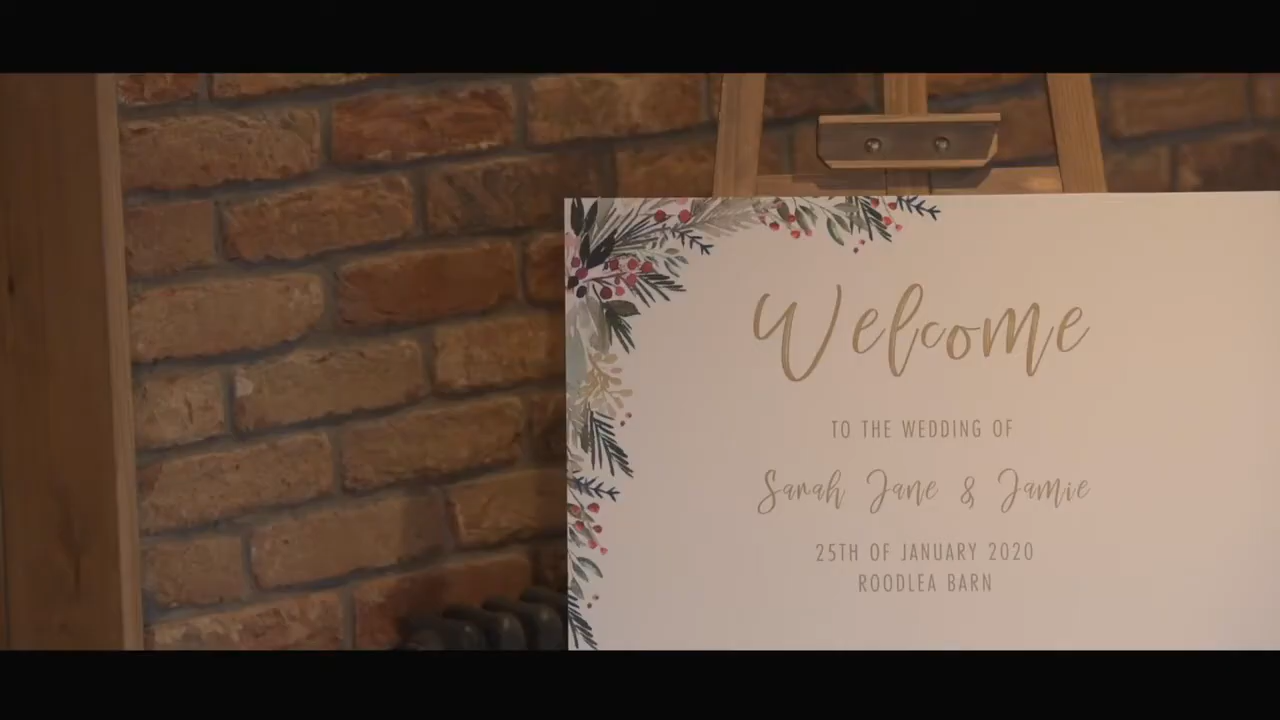 Welcome
TO THE WEDDING OF
Sarah Jane & Jamie
25TH OF JANUARY 2020
ROODLEA BARN